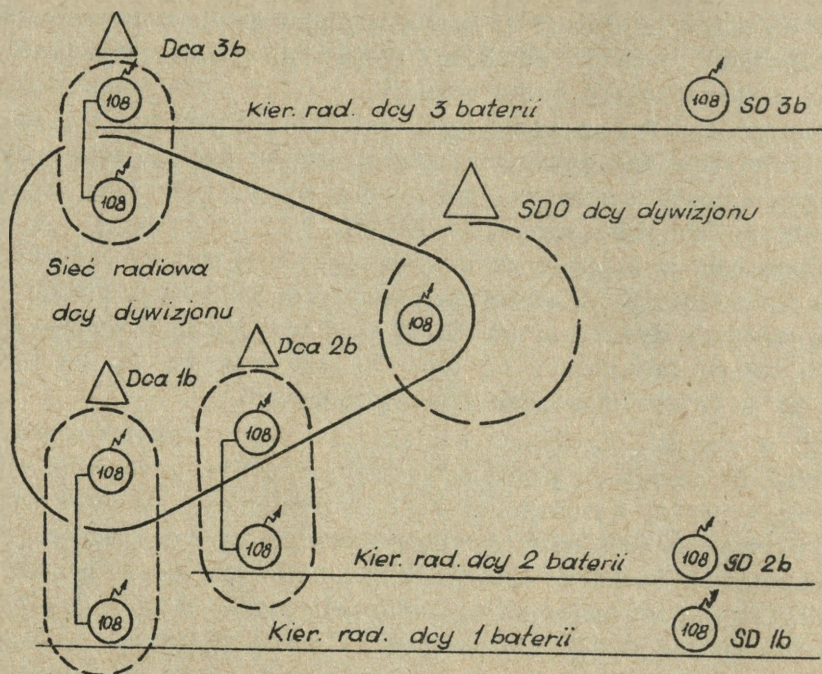 Dca 3b
108
Kier. rad. dcy 3 baterii
108 SO 3b
108
SDO dcy dywizjonu
Sieć radiowa
dcy dywizjonu
108
Dca 2b
Dca 1b
108
108
108
Kier. rad. dcy 2 baterii
108 SD 2b
108
Kier. rad. dcy 1 baterii
108 SD 1b